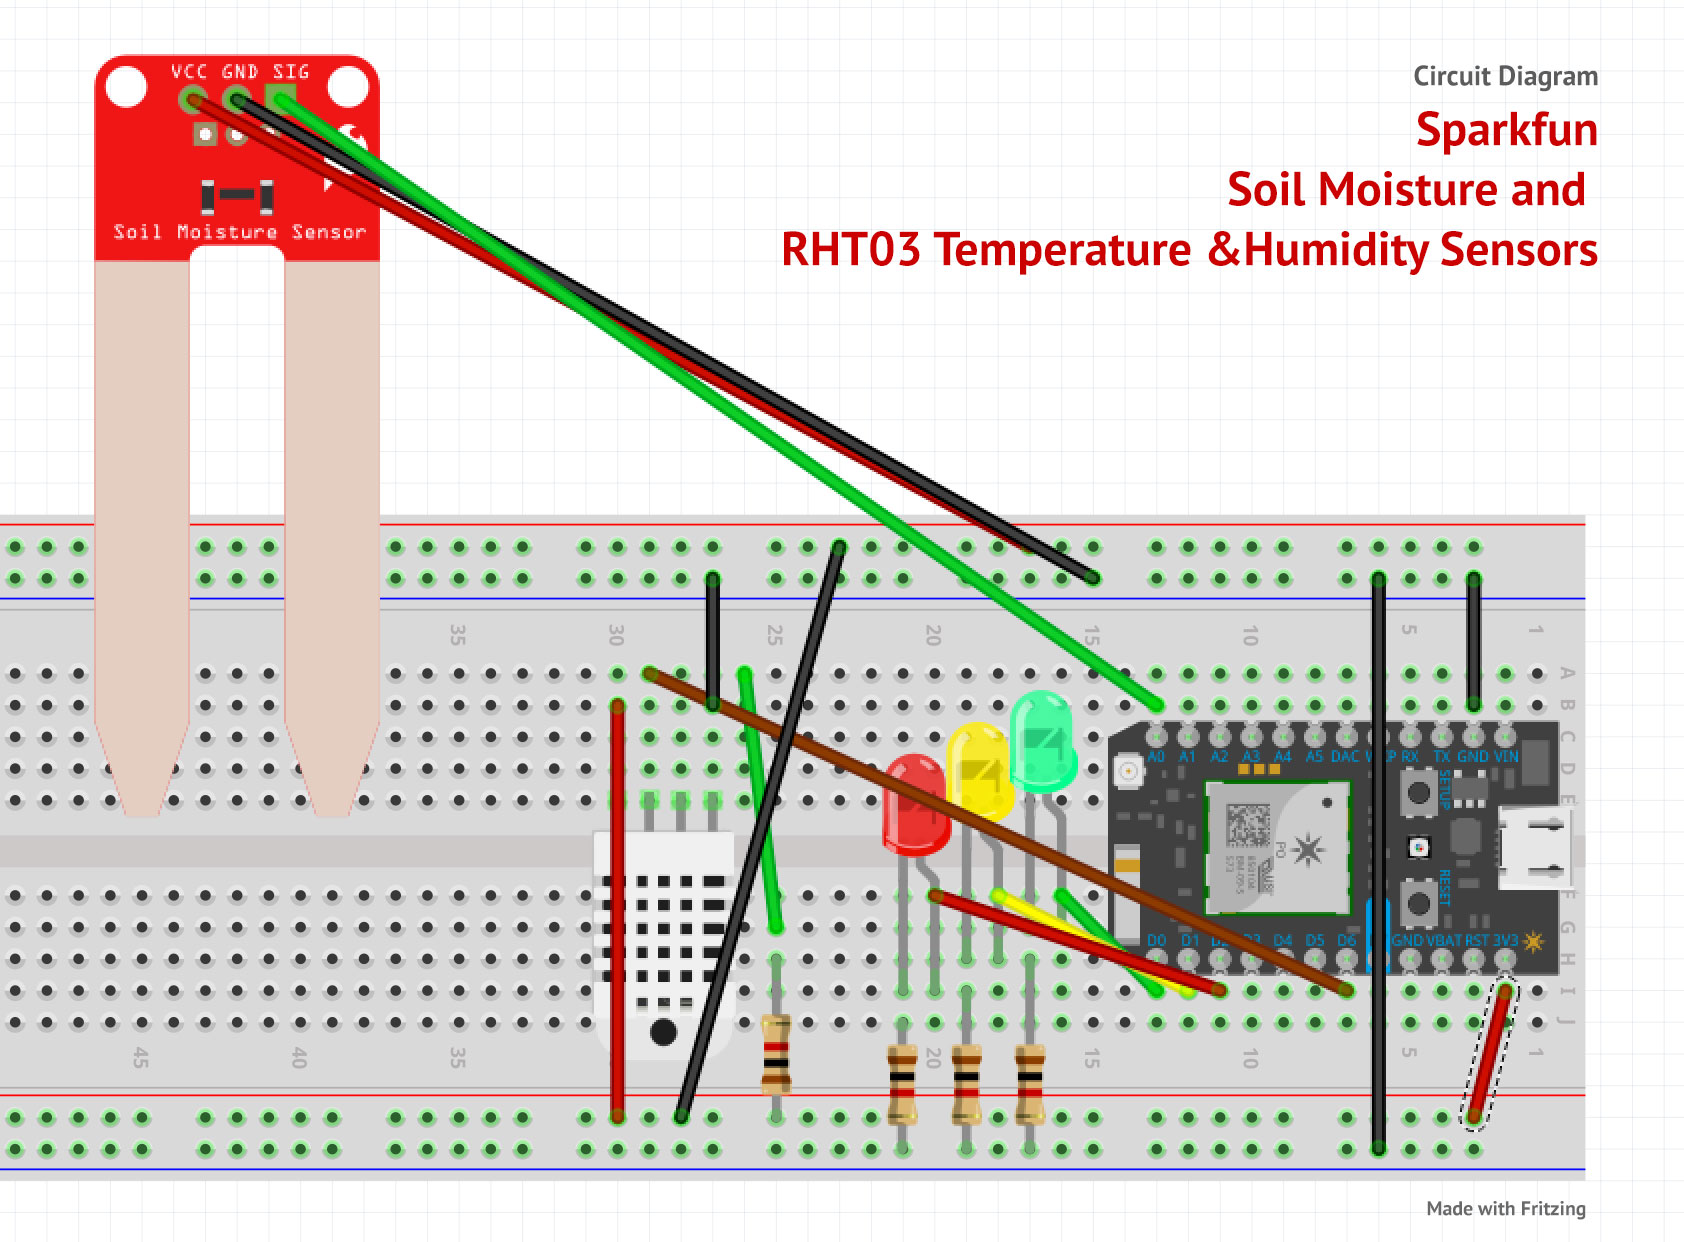 Circuit Diagram
Sparkfun
Soil Moisture and
RHT03 Temperature &Humidity Sensors
VCC GND SIG
Soil Moisture Sensor
35 30 25 20 15 10 5 1
A
B
C
D
E
F
G
H
I
J
A0 A1 A2 A3 A4 A5 DAC RX TX GND VIN
SETUP
RESET
D0 D1 D2 D3 D4 D5 D6 GND VBAT RST 3V3
45 40 35 20 15 10 5 1
Made with Fritzing